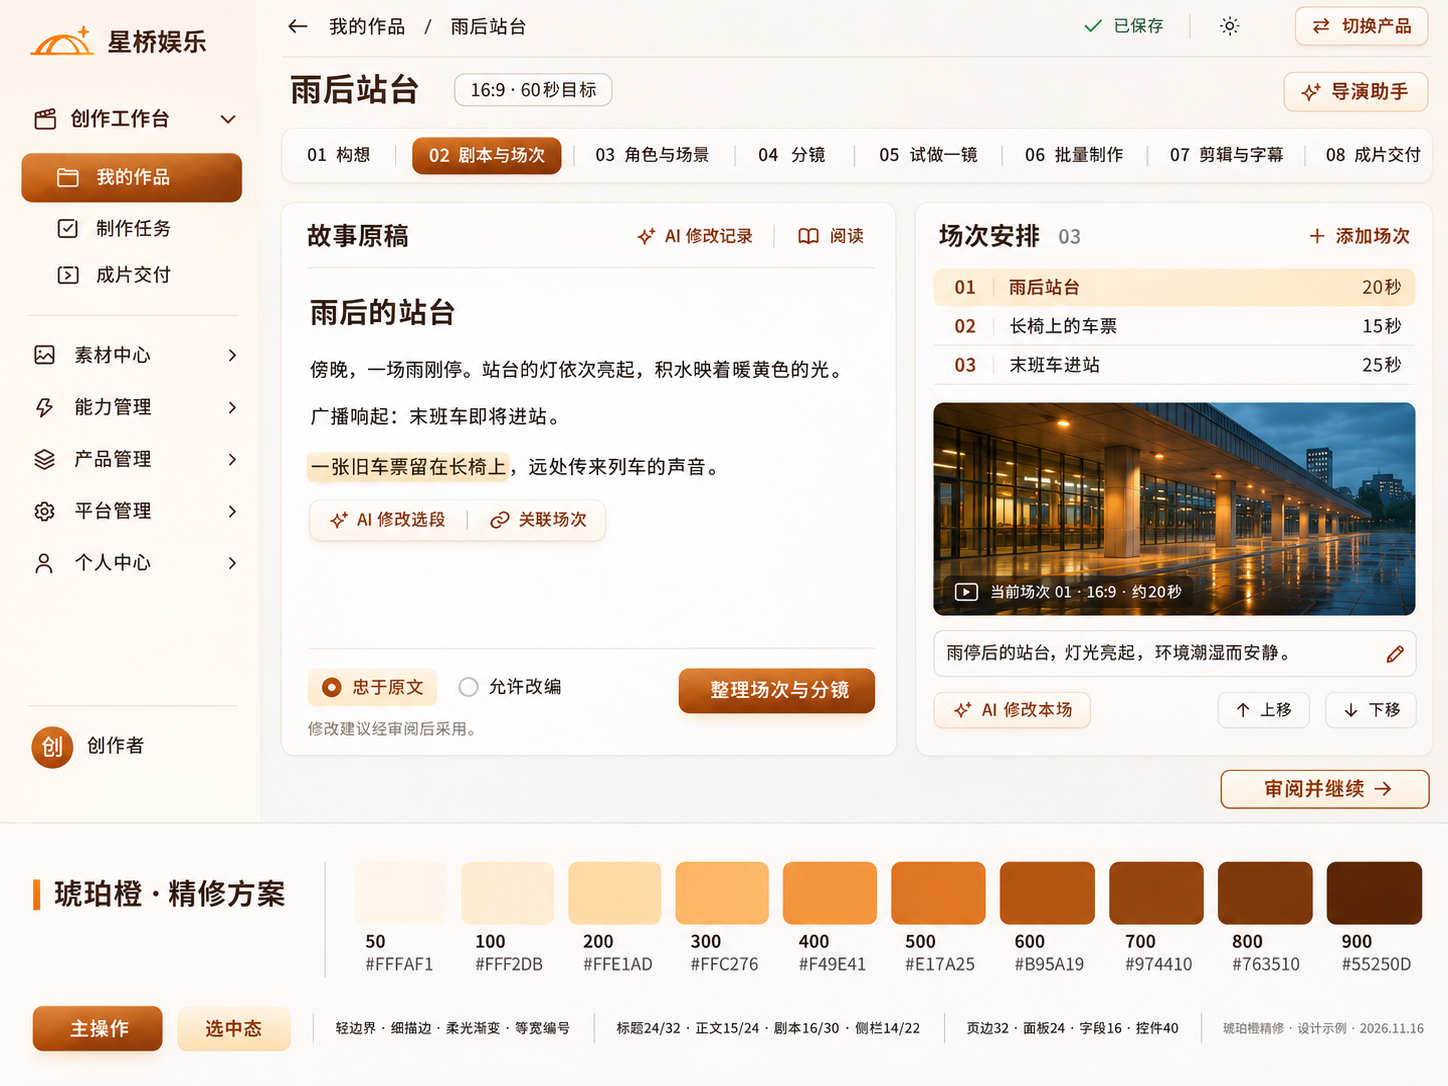 星桥娱乐
创作工作台
我的作品
制作任务
成片交付
素材中心
能力管理
产品管理
平台管理
个人中心
创 创作者
我的作品 / 雨后站台
已保存
切换产品
雨后站台
16:9 · 60秒目标
导演助手
01 构想
02 剧本与场次
03 角色与场景
04 分镜
05 试做一镜
06 批量制作
07 剪辑与字幕
08 成片交付
故事原稿
AI 修改记录
阅读
雨后的站台
傍晚，一场雨刚停。站台的灯依次亮起，积水映着暖黄色的光。
广播响起：末班车即将进站。
一张旧车票留在长椅上，远处传来列车的声音。
AI 修改选段
关联场次
忠于原文
允许改编
修改建议经审阅后采用。
整理场次与分镜
场次安排 03
添加场次
01 雨后站台 20秒
02 长椅上的车票 15秒
03 末班车进站 25秒
当前场次 01 · 16:9 · 约20秒
雨停后的站台，灯光亮起，环境潮湿而安静。
AI 修改本场
上移
下移
审阅并继续
琥珀橙 · 精修方案
50 #FFFAF1
100 #FFF2DB
200 #FFE1AD
300 #FFC276
400 #F49E41
500 #E17A25
600 #B95A19
700 #974410
800 #763510
900 #55250D
主操作
选中态
轻边界 · 细描边 · 柔光渐变 · 等宽编号
标题24/32 · 正文15/24 · 剧本16/30 · 侧栏14/22
页边32 · 面板24 · 字段16 · 控件40
琥珀橙精修 · 设计示例 · 2026.11.16